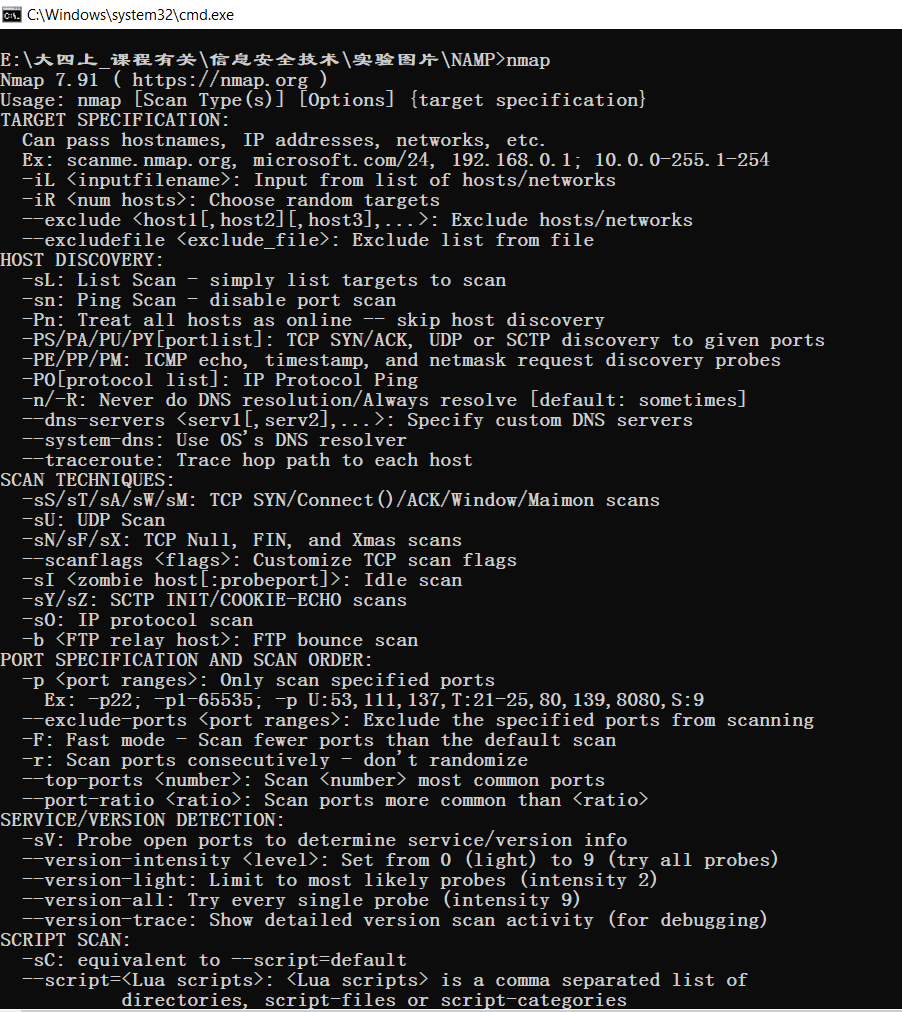 C:\Windows\system32\cmd.exe
E:\大四上_课程有关\信息安全技术\实验图片\NAMP>nmap
Nmap 7.91 ( https://nmap.org )
Usage: nmap [Scan Type(s)] [Options] {target specification}
TARGET SPECIFICATION:
  Can pass hostnames, IP addresses, networks, etc.
  Ex: scanme.nmap.org, microsoft.com/24, 192.168.0.1; 10.0.0-255.1-254
  -iL <inputfilename>: Input from list of hosts/networks
  -iR <num hosts>: Choose random targets
  --exclude <host1[,host2][,host3],...>: Exclude hosts/networks
  --excludefile <exclude_file>: Exclude list from file
HOST DISCOVERY:
  -sL: List Scan - simply list targets to scan
  -sn: Ping Scan - disable port scan
  -Pn: Treat all hosts as online -- skip host discovery
  -PS/PA/PU/PY[portlist]: TCP SYN/ACK, UDP or SCTP discovery to given ports
  -PE/PP/PM: ICMP echo, timestamp, and netmask request discovery probes
  -PO[protocol list]: IP Protocol Ping
  -n/-R: Never do DNS resolution/Always resolve [default: sometimes]
  --dns-servers <serv1[,serv2],...>: Specify custom DNS servers
  --system-dns: Use OS's DNS resolver
  --traceroute: Trace hop path to each host
SCAN TECHNIQUES:
  -sS/sT/sA/sW/sM: TCP SYN/Connect()/ACK/Window/Maimon scans
  -sU: UDP Scan
  -sN/sF/sX: TCP Null, FIN, and Xmas scans
  --scanflags <flags>: Customize TCP scan flags
  -sI <zombie host[:probeport]>: Idle scan
  -sY/sZ: SCTP INIT/COOKIE-ECHO scans
  -sO: IP protocol scan
  -b <FTP relay host>: FTP bounce scan
PORT SPECIFICATION AND SCAN ORDER:
  -p <port ranges>: Only scan specified ports
    Ex: -p22; -p1-65535; -p U:53,111,137,T:21-25,80,139,8080,S:9
  --exclude-ports <port ranges>: Exclude the specified ports from scanning
  -F: Fast mode - Scan fewer ports than the default scan
  -r: Scan ports consecutively - don't randomize
  --top-ports <number>: Scan <number> most common ports
  --port-ratio <ratio>: Scan ports more common than <ratio>
SERVICE/VERSION DETECTION:
  -sV: Probe open ports to determine service/version info
  --version-intensity <level>: Set from 0 (light) to 9 (try all probes)
  --version-light: Limit to most likely probes (intensity 2)
  --version-all: Try every single probe (intensity 9)
  --version-trace: Show detailed version scan activity (for debugging)
SCRIPT SCAN:
  -sC: equivalent to --script=default
  --script=<Lua scripts>: <Lua scripts> is a comma separated list of
           directories, script-files or script-categories